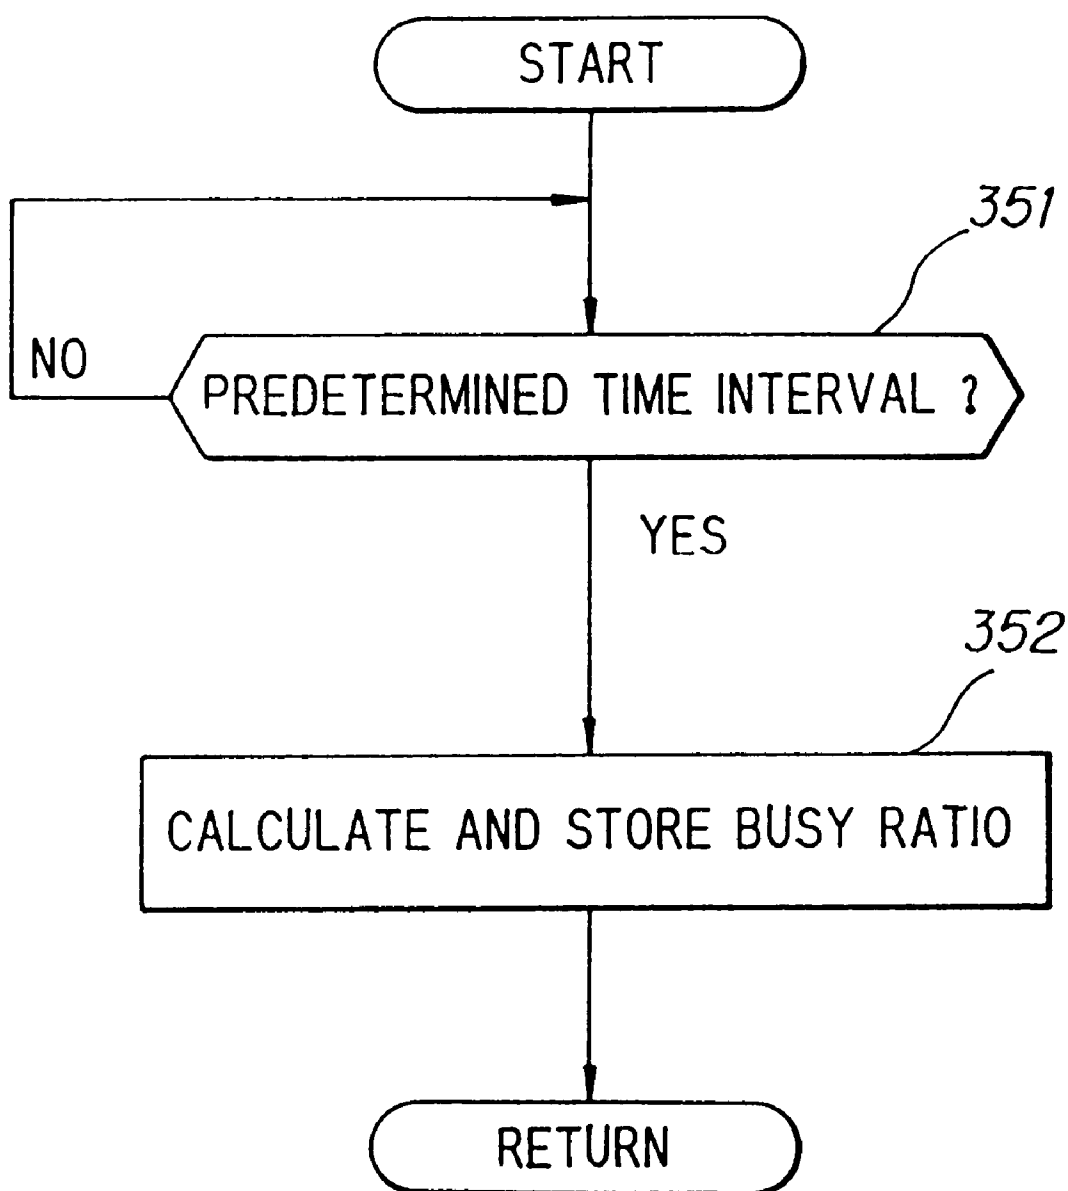 START
351
NO
PREDETERMINED TIME INTERVAL ?
YES
352
CALCULATE AND STORE BUSY RATIO
RETURN